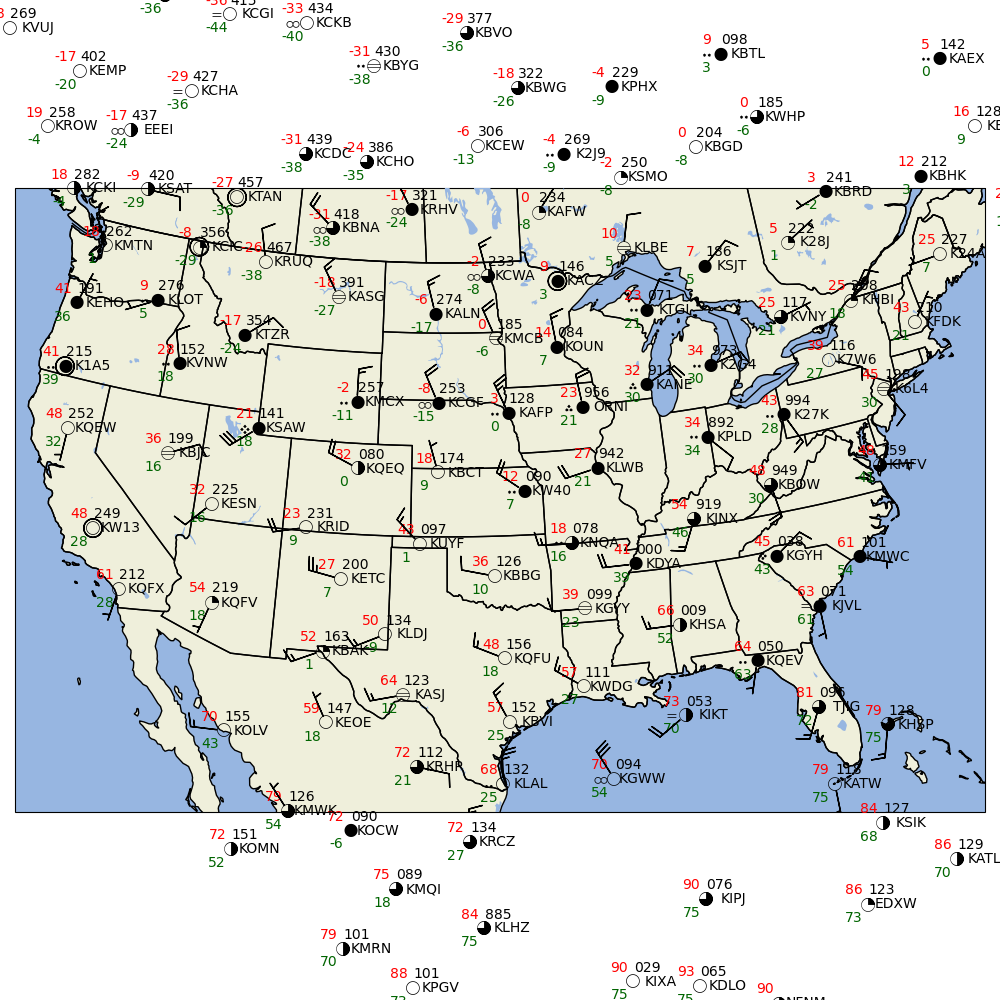 269
KVUJ
-36
-36 415
KCGI
-44
-33 434
KCKB
-40
-29 377
KBVO
-36
9 098
KBTL
3
5 142
KAEX
0
-17 402
KEMP
-20
-31 430
KBYG
-38
-29 427
KCHA
-36
-18 322
KBWG
-26
-4 229
KPHX
-9
19 258
KROW
-4
-17 437
EEEI
-24
0 185
KWHP
-6
16 128
9
-31 439
KCDC
-38
-24 386
KCHO
-35
-6 306
KCEW
-13
-4 269
K2J9
-9
0 204
KBGD
-8
18 282
KCKI
4
-9 420
KSAT
-29
-27 457
KTAN
-36
-2 250
KSMO
-8
3 241
KBRD
-2
12 212
KBHK
3
-17 321
KRHV
-24
0 234
KAFW
-8
-31 418
KBNA
-38
262
KMTN
-8 356
KCIC
-29
-26 467
KRUQ
-38
10
KLBE
5
5 222
K28J
1
25 227
K24A
7
7 186
KSJT
5
-2 233
KCWA
-8
-9 146
KACZ
3
41 191
KEHO
36
9 276
KLOT
5
-18 391
KASG
-27
-6 274
KALN
-17
23 071
KTGI
21
25 117
KVNY
21
25 198
KHBI
18
43 210
KFDK
21
-17 354
KTZR
-24
0 185
KMCB
-6
14 084
KOUN
7
41 215
K1A5
39
28 152
KVNW
18
34 973
K2G4
30
39 116
K7W6
27
-2 257
KMCX
-11
-8 253
KCGF
-15
3 128
KAFP
0
23 956
ORNI
21
32 911
KANE
30
45 198
K6L4
30
48 252
KQEW
32
21 141
KSAW
18
34 892
KPLD
34
43 994
K27K
28
36 199
KBJC
16
32 080
KQEQ
0
18 174
KBCT
9
12 090
KW40
7
27 942
KLWB
21
48 949
KBOW
30
159
KMFV
32 225
KESN
16
48 249
KW13
28
23 231
KRID
9
43 097
KUYF
1
18 078
KNQA
16
54 919
KJNX
46
41 000
KDYA
39
45 038
KGYH
43
61 101
KMWC
54
61 212
KQFX
28
54 219
KQFV
18
27 200
KETC
7
36 126
KBBG
10
39 099
KGYY
23
66 009
KHSA
52
63 071
KJVL
61
52 163
KBAK
1
50 134
KLDJ
9
48 156
KQFU
18
57 111
KWDG
27
64 050
KQEV
63
64 123
KASJ
12
70 155
KOLV
43
59 147
KEOE
18
57 152
KBVI
25
73 053
KIKT
70
81 096
TJIG
72
79 128
KHSP
75
72 112
KRHP
21
68 132
KLAL
25
70 094
KGWW
54
79 118
KATW
75
79 126
KMWK
54
72 090
KOCW
-6
72 134
KRCZ
27
84 127
KSIK
68
72 151
KOMN
52
86 129
KATL
70
75 089
KMQI
18
90 076
KIPJ
75
86 123
EDXW
73
84 885
KLHZ
75
79 101
KMRN
70
88 101
KPGV
90 029
KIXA
75
93 065
KDLO
75
90